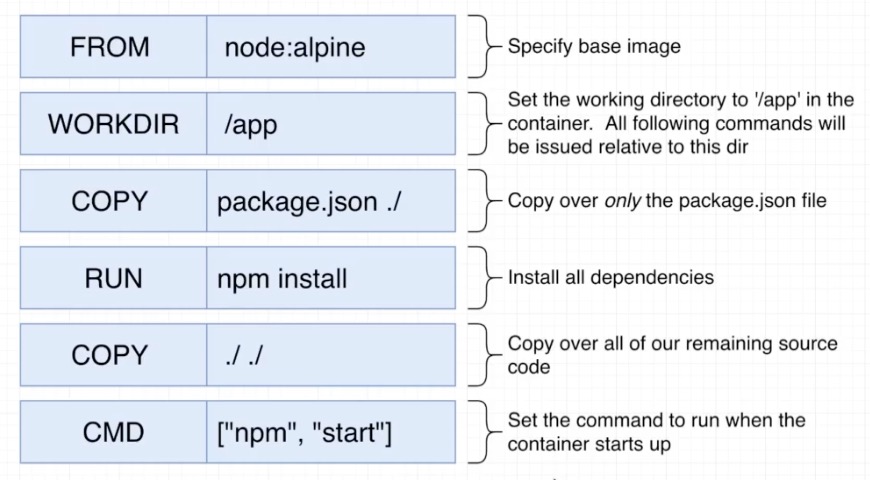 FROM node:alpine Specify base image
WORKDIR /app Set the working directory to '/app' in the
container. All following commands will
be issued relative to this dir
COPY package.json ./ Copy over only the package.json file
RUN npm install Install all dependencies
COPY ./ ./ Copy over all of our remaining source
code
CMD ["npm", "start"] Set the command to run when the
container starts up